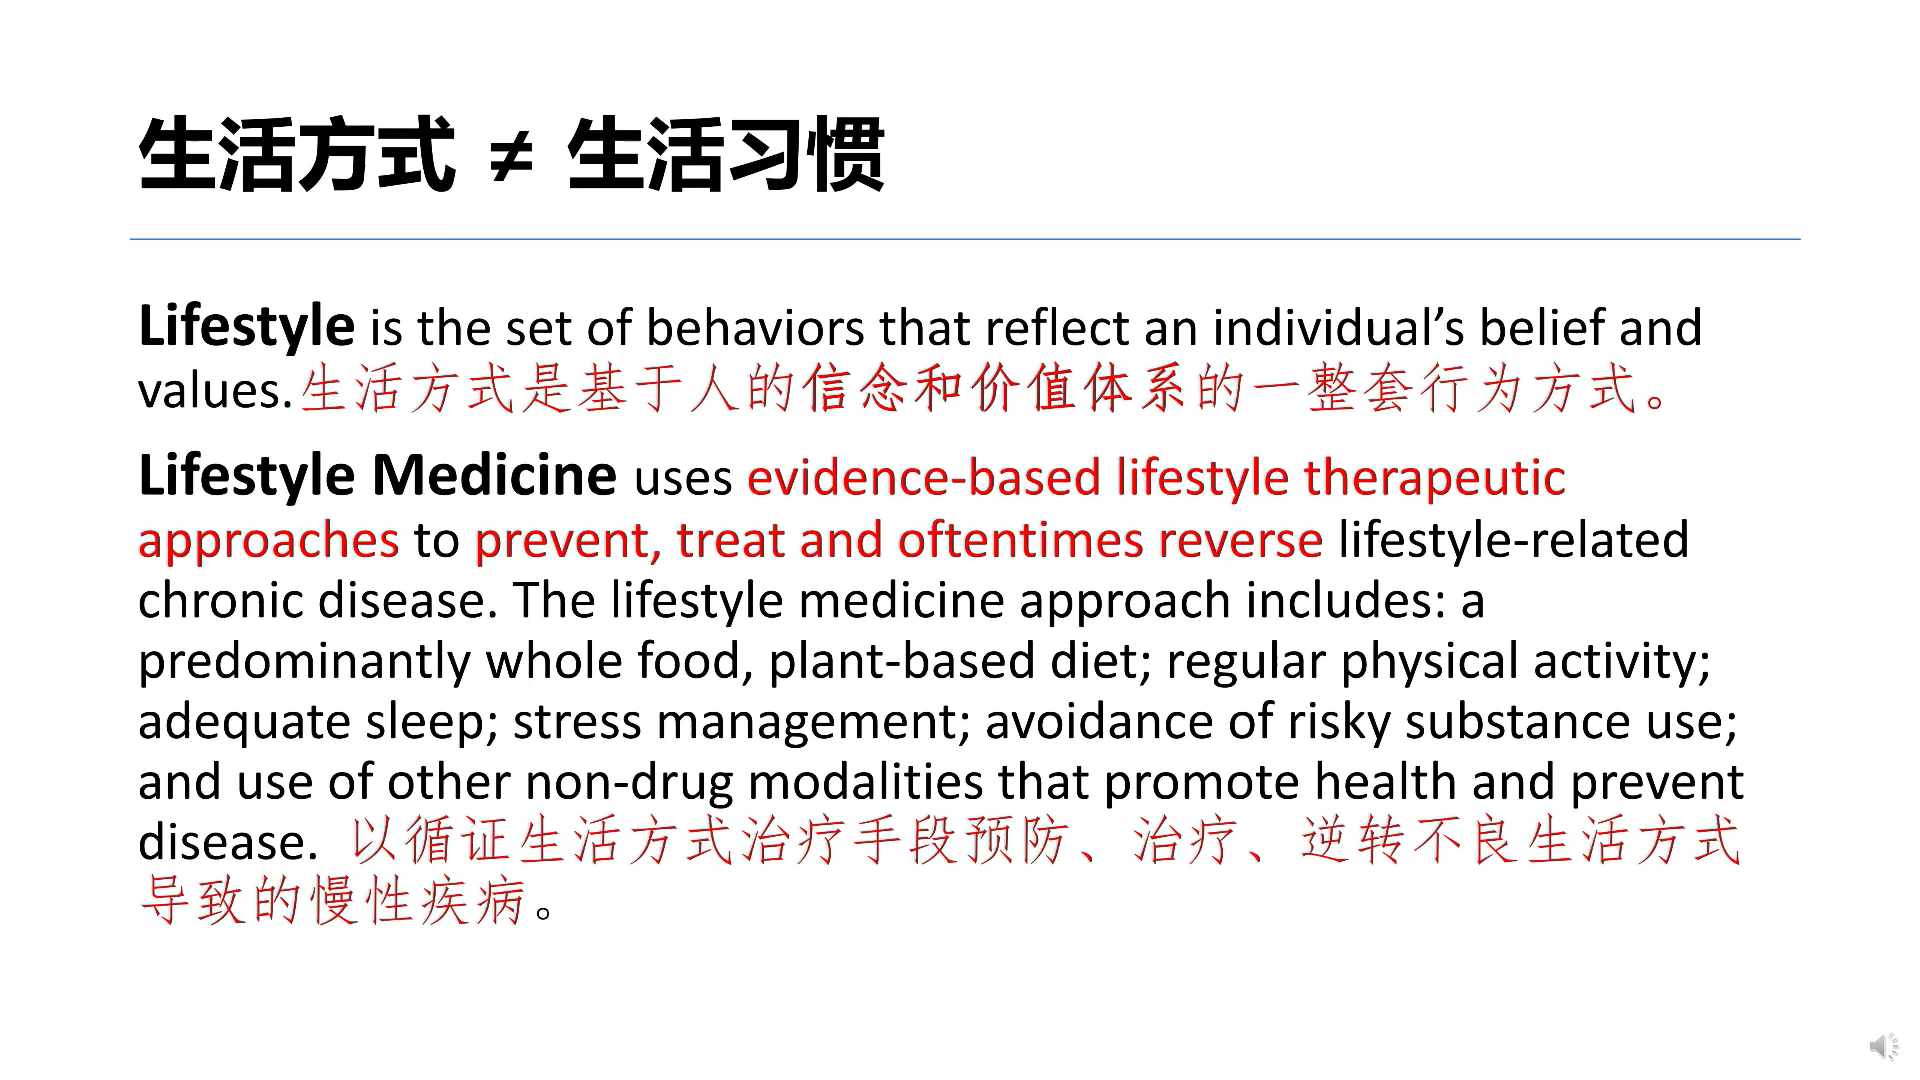 生活方式 ≠ 生活习惯
Lifestyle is the set of behaviors that reflect an individual’s belief and
values.生活方式是基于人的信念和价值体系的一整套行为方式。
Lifestyle Medicine uses evidence-based lifestyle therapeutic
approaches to prevent, treat and oftentimes reverse lifestyle-related
chronic disease. The lifestyle medicine approach includes: a
predominantly whole food, plant-based diet; regular physical activity;
adequate sleep; stress management; avoidance of risky substance use;
and use of other non-drug modalities that promote health and prevent
disease. 以循证生活方式治疗手段预防、治疗、逆转不良生活方式
导致的慢性疾病。